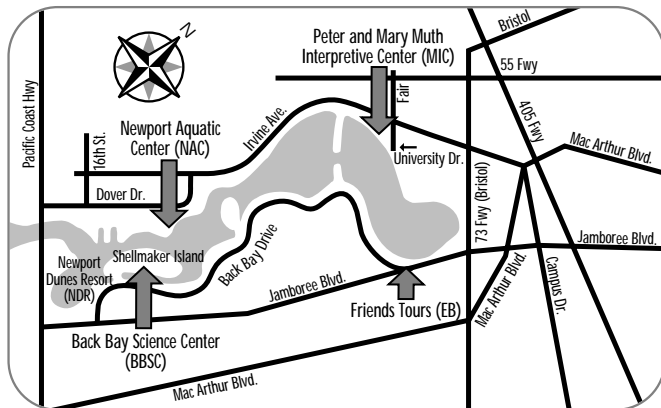 N
Peter and Mary Muth
Interpretive Center (MIC)
Bristol
55 Fwy
Pacific Coast Hwy
16th St.
Newport Aquatic
Center (NAC)
Irvine Ave.
Fair
405 Fwy
Mac Arthur Blvd.
University Dr.
Dover Dr.
73 Fwy (Bristol)
Shellmaker Island
Back Bay Drive
Jamboree Blvd.
Newport
Dunes Resort
(NDR)
Jamboree Blvd.
Mac Arthur Blvd.
Campus Dr.
Friends Tours (EB)
Back Bay Science Center
(BBSC)
Mac Arthur Blvd.